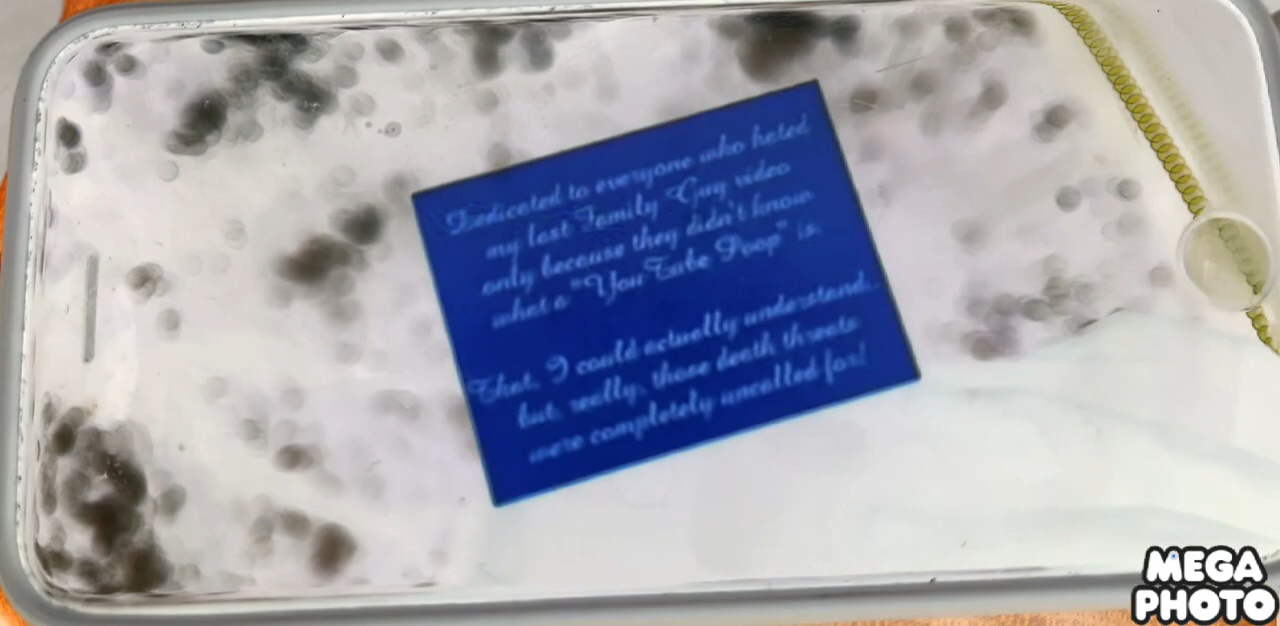 Dedicated to everyone who hated
my last Family Guy video
only because they didn't know
what a "YouTube Poop" is.
That, I could actually understand.
but really, those death threats
were completely uncalled for!
MEGA
PHOTO